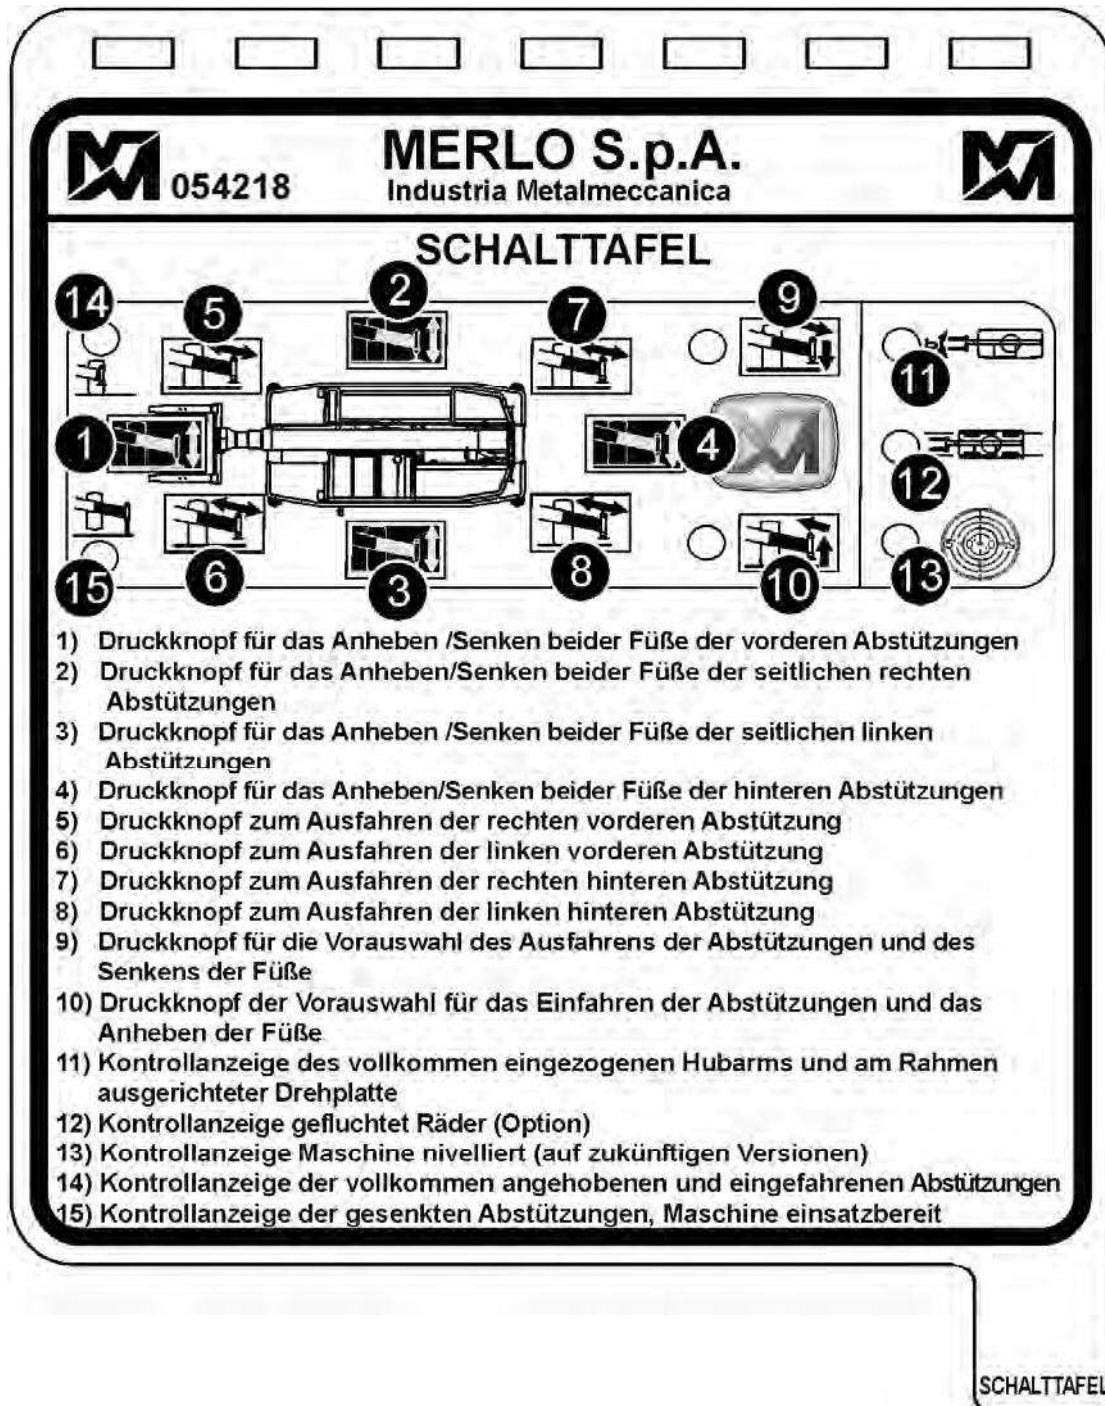 054218
MERLO S.p.A.
Industria Metalmeccanica
SCHALTTAFEL
14
5
2
7
9
11
1
4
12
15
6
3
8
10
13
1) Druckknopf für das Anheben /Senken beider Füße der vorderen Abstützungen
2) Druckknopf für das Anheben/Senken beider Füße der seitlichen rechten
Abstützungen
3) Druckknopf für das Anheben /Senken beider Füße der seitlichen linken
Abstützungen
4) Druckknopf für das Anheben/Senken beider Füße der hinteren Abstützungen
5) Druckknopf zum Ausfahren der rechten vorderen Abstützung
6) Druckknopf zum Ausfahren der linken vorderen Abstützung
7) Druckknopf zum Ausfahren der rechten hinteren Abstützung
8) Druckknopf zum Ausfahren der linken hinteren Abstützung
9) Druckknopf für die Vorauswahl des Ausfahrens der Abstützungen und des
Senkens der Füße
10) Druckknopf der Vorauswahl für das Einfahren der Abstützungen und das
Anheben der Füße
11) Kontrollanzeige des vollkommen eingezogenen Hubarms und am Rahmen
ausgerichteter Drehplatte
12) Kontrollanzeige gefluchtet Räder (Option)
13) Kontrollanzeige Maschine nivelliert (auf zukünftigen Versionen)
14) Kontrollanzeige der vollkommen angehobenen und eingefahrenen Abstützungen
15) Kontrollanzeige der gesenkten Abstützungen, Maschine einsatzbereit
SCHALTTAFEL